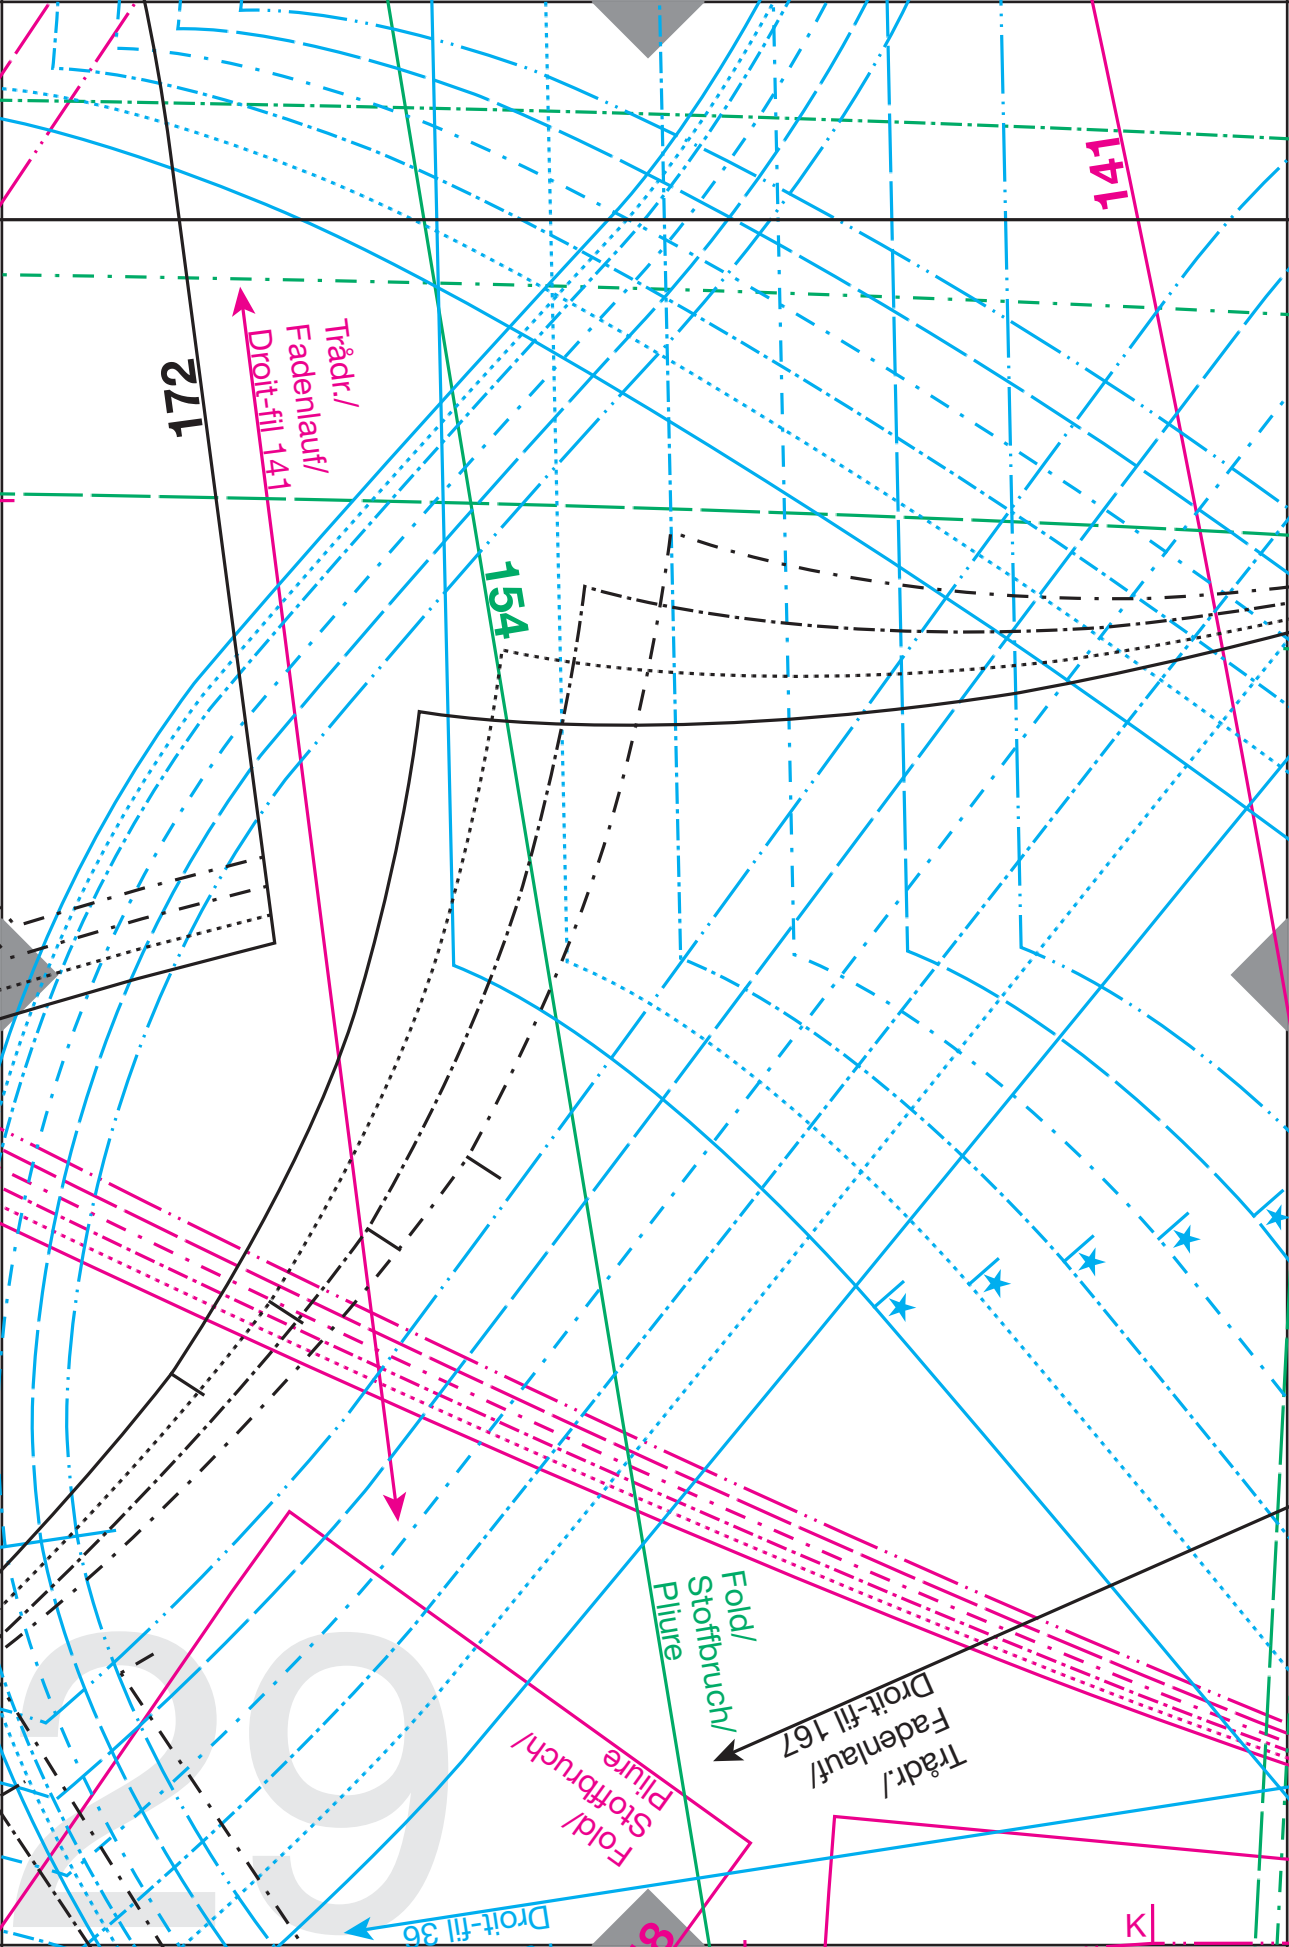 141
172
Trådr./
Fadenlauf/
Droit-fil 141
154
Fold/
Stoffbruch/
Pliure
Trådr./
Fadenlauf/
Droit-fil 167
Fold/
Stoffbruch/
Pliure
29
Droit-fil 36
8
K